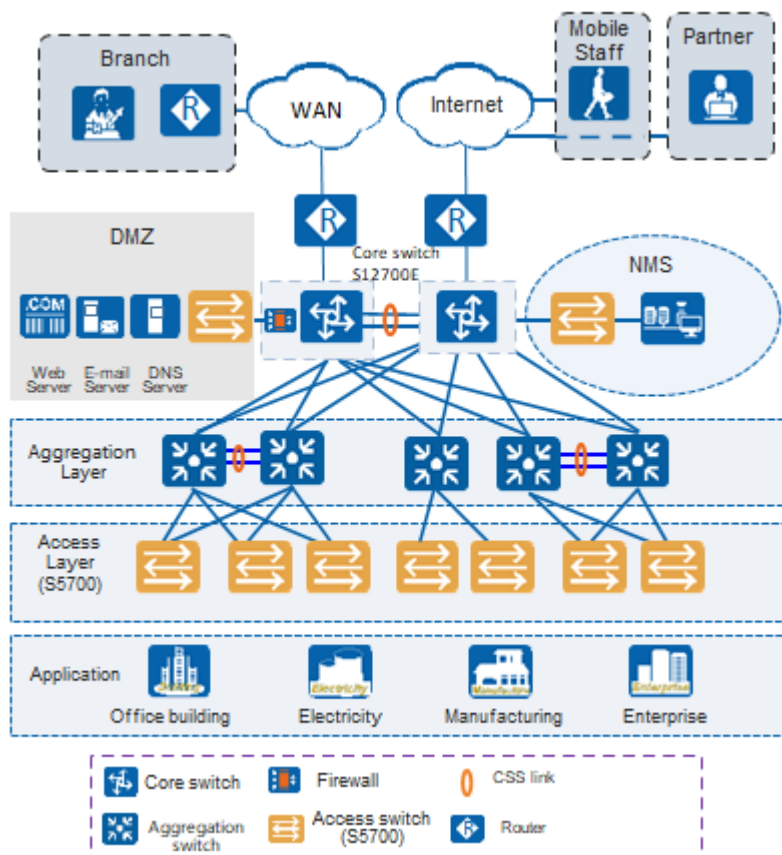 Branch
WAN
Internet
Mobile
Staff
Partner
R
R
R
DMZ
Core switch
S12700E
NMS
.COM
Web
Server
E-mail
Server
DNS
Server
Aggregation
Layer
Access
Layer
(S5700)
Application
Electricity
Enterprise
Office building
Electricity
Manufacturing
Enterprise
Core switch
Firewall
CSS link
Aggregation
switch
Access switch
(S5700)
R
Router